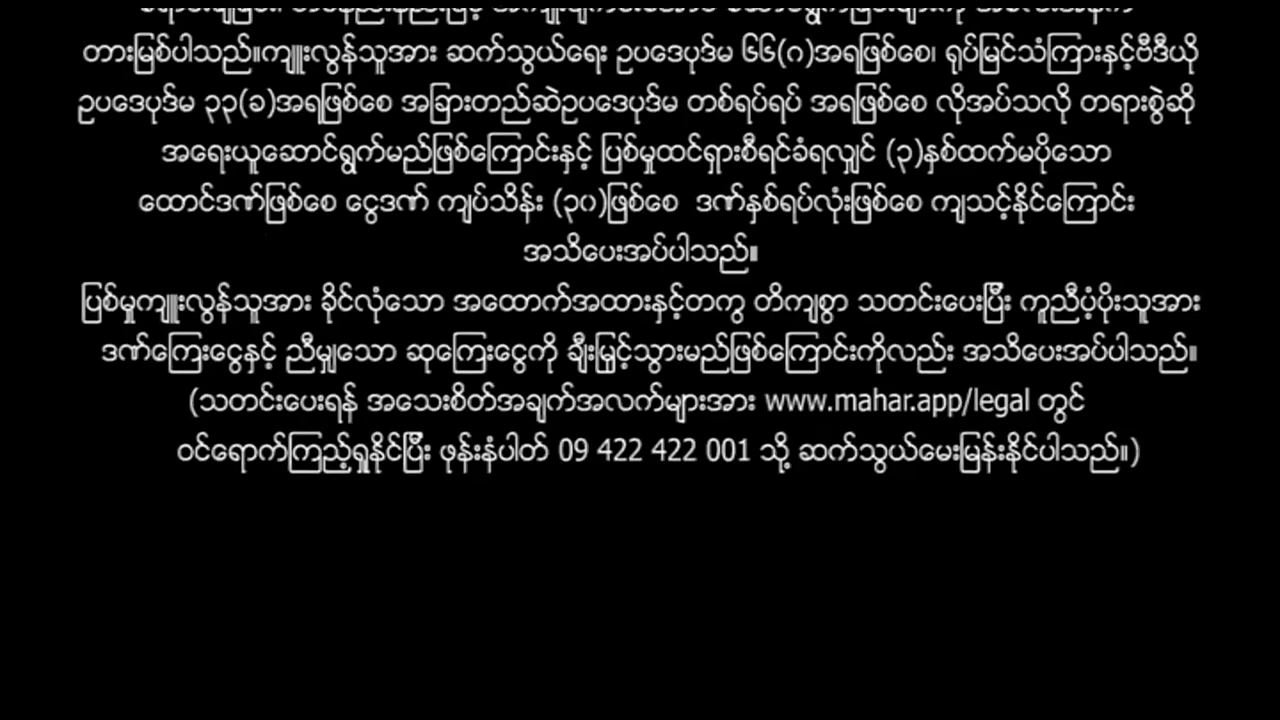 တားမြစ်ပါသည်။ကျူးလွန်သူအား ဆက်သွယ်ရေး ဥပဒေပုဒ်မ ၆၆(ဂ)အရဖြစ်စေ၊ ရုပ်မြင်သံကြားနှင့်ဗီဒီယို
ဥပဒေပုဒ်မ ၃၃(ခ)အရဖြစ်စေ အခြားတည်ဆဲဥပဒေပုဒ်မ တစ်ရပ်ရပ် အရဖြစ်စေ လိုအပ်သလို တရားစွဲဆို
အရေးယူဆောင်ရွက်မည်ဖြစ်ကြောင်းနှင့် ပြစ်မှုထင်ရှားစီရင်ခံရလျှင် (၃)နှစ်ထက်မပိုသော
ထောင်ဒဏ်ဖြစ်စေ ငွေဒဏ် ကျပ်သိန်း (၃၀)ဖြစ်စေ ဒဏ်နှစ်ရပ်လုံးဖြစ်စေ ကျသင့်နိုင်ကြောင်း
အသိပေးအပ်ပါသည်။
ပြစ်မှုကျူးလွန်သူအား ခိုင်လုံသော အထောက်အထားနှင့်တကွ တိကျစွာ သတင်းပေးပြီး ကူညီပံ့ပိုးသူအား
ဒဏ်ကြေးငွေနှင့် ညီမျှသော ဆုကြေးငွေကို ချီးမြှင့်သွားမည်ဖြစ်ကြောင်းကိုလည်း အသိပေးအပ်ပါသည်။
(သတင်းပေးရန် အသေးစိတ်အချက်အလက်များအား www.mahar.app/legal တွင်
ဝင်ရောက်ကြည့်ရှုနိုင်ပြီး ဖုန်းနံပါတ် 09 422 422 001 သို့ ဆက်သွယ်မေးမြန်းနိုင်ပါသည်။)